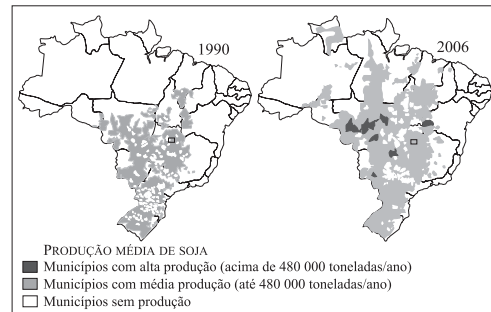 1990
2006
PRODUÇÃO MÉDIA DE SOJA
Municípios com alta produção (acima de 480 000 toneladas/ano)
Municípios com média produção (até 480 000 toneladas/ano)
Municípios sem produção